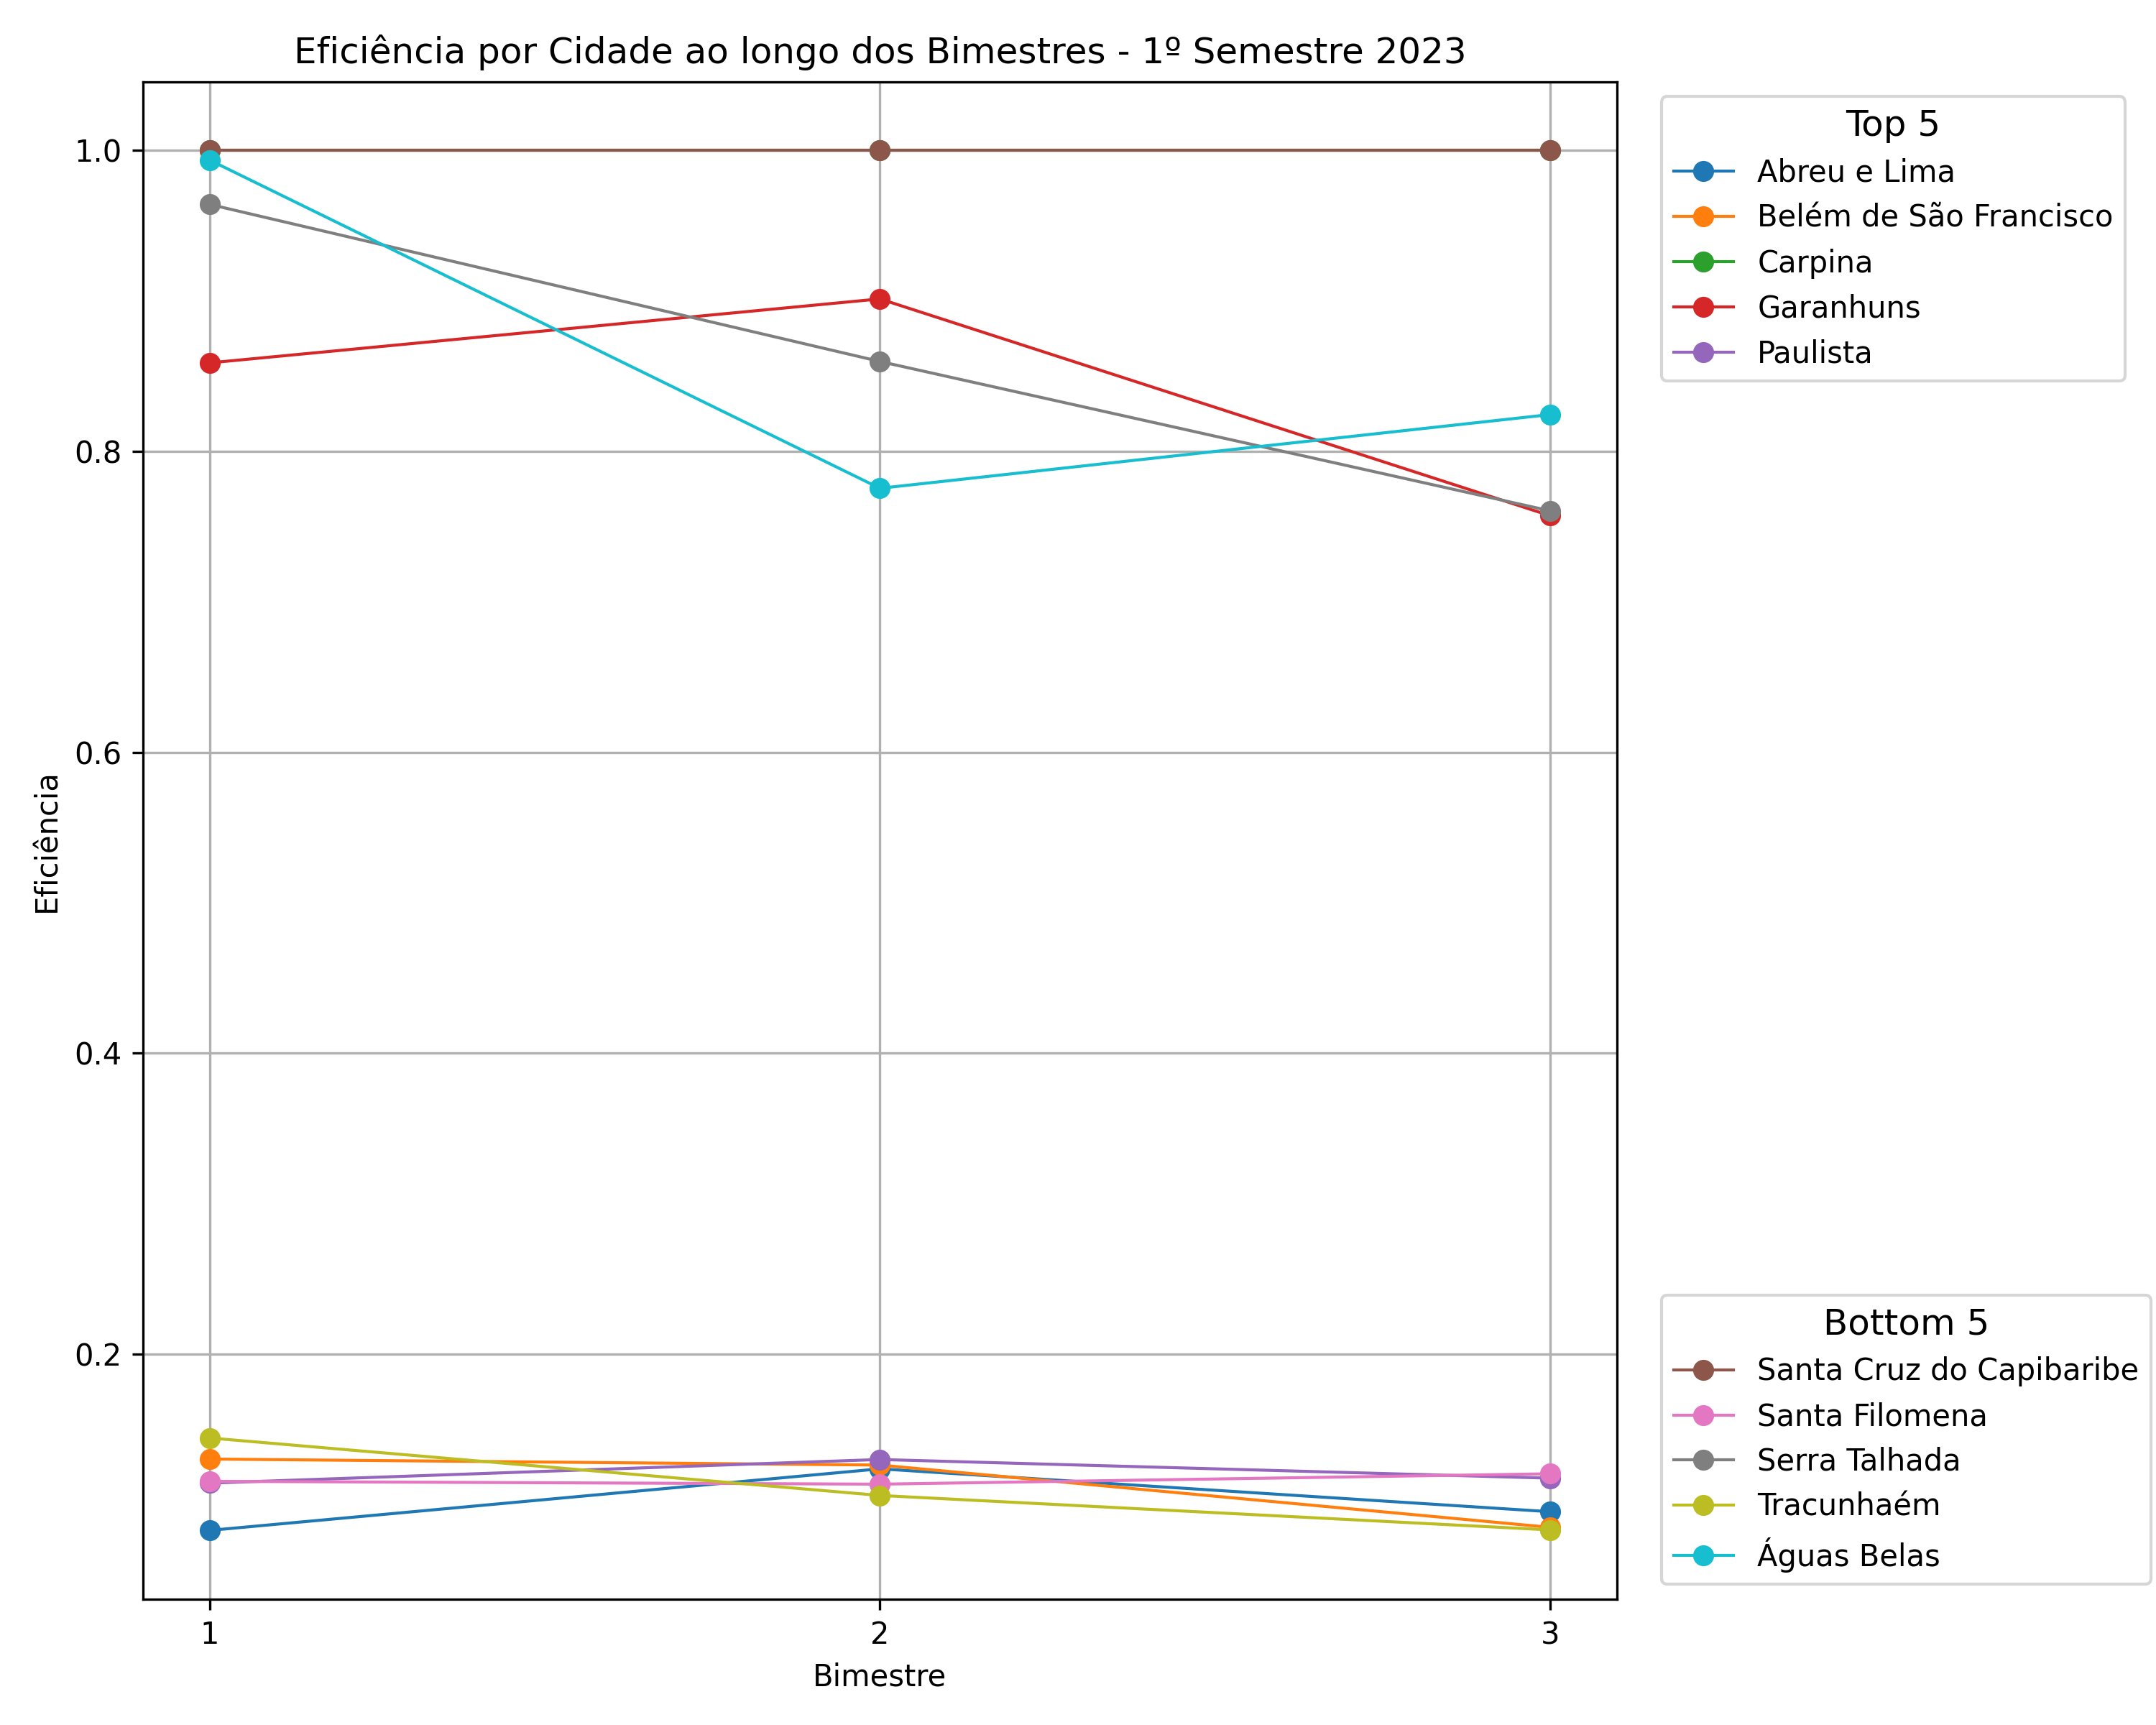 Eficiência por Cidade ao longo dos Bimestres - 1º Semestre 2023
1.0
0.8
0.6
0.4
0.2
Eficiência
1
2
3
Bimestre
Top 5
Abreu e Lima
Belém de São Francisco
Carpina
Garanhuns
Paulista
Bottom 5
Santa Cruz do Capibaribe
Santa Filomena
Serra Talhada
Tracunhaém
Águas Belas